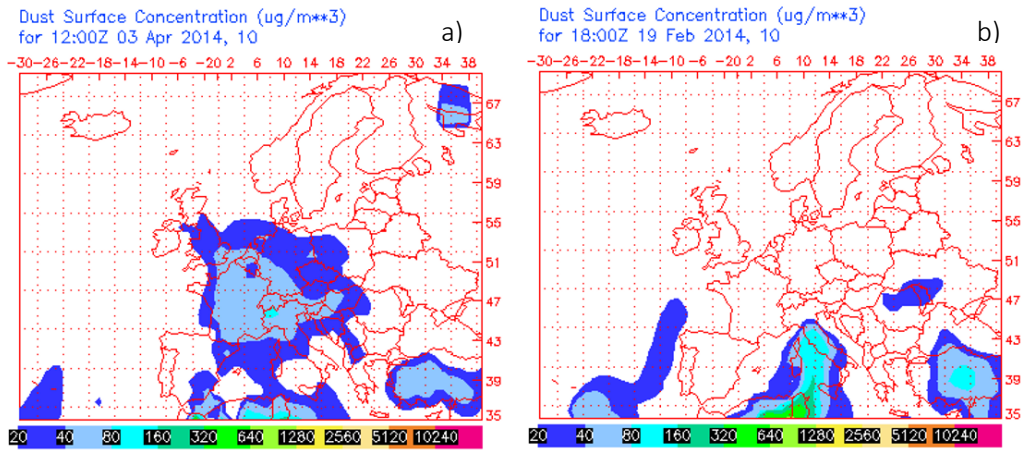 Dust Surface Concentration (ug/m**3)
for 12:00Z 03 Apr 2014, 10
a)
-30-26-22-18-14-10 -6 -20 2 6 10 14 18 22 26 30 34 38
67
63
59
55
51
47
43
39
35
20 40 80 160 320 640 1280 2560 5120 10240
Dust Surface Concentration (ug/m**3)
for 18:00Z 19 Feb 2014, 10
b)
-30-26-22-18-14-10 -6 -20 2 6 10 14 18 22 26 30 34 38
67
63
59
55
51
47
43
39
35
20 40 80 160 320 640 1280 2560 5120 10240